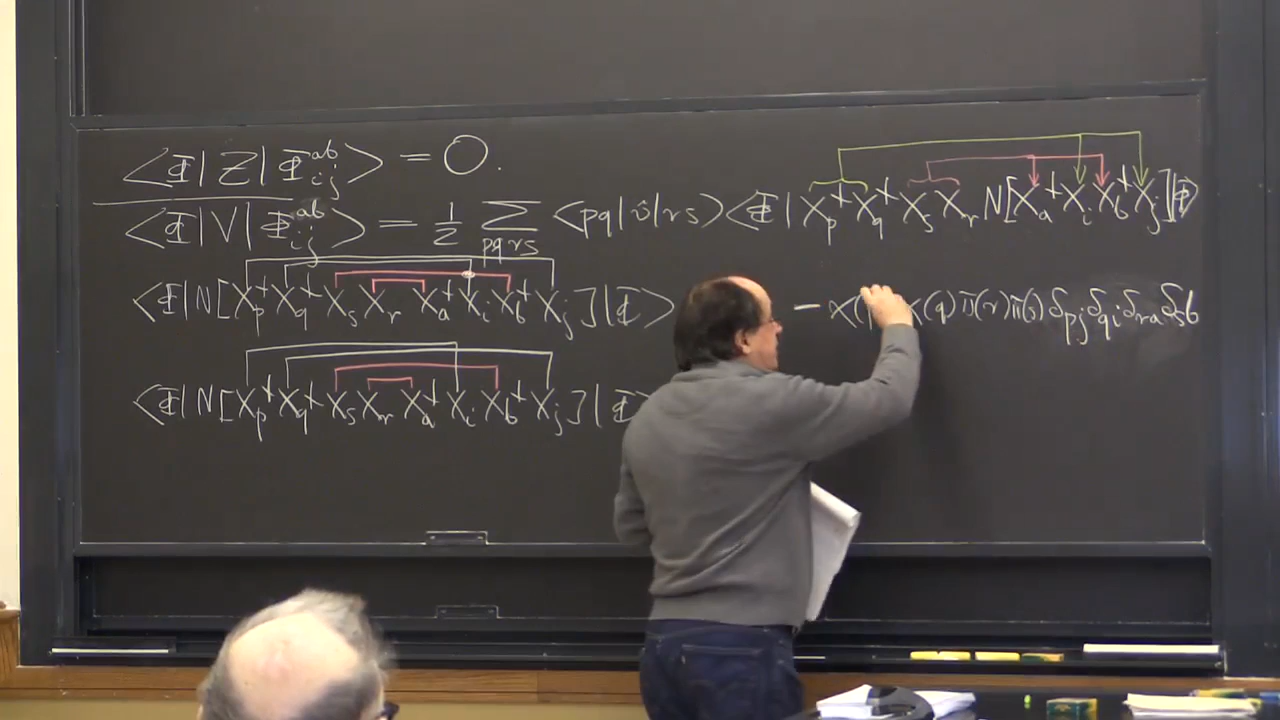 ⟨Φ|Z|Φ_{ij}^{ab}⟩ = 0.
⟨Φ|V|Φ_{ij}^{ab}⟩ = 1/2 Σ_{pqrs} ⟨pq|v̂|rs⟩⟨Φ|X_p^+ X_q^+ X_s X_r N[X_a^+ X_i X_b^+ X_j]|Φ⟩
⟨Φ|N[X_p^+ X_q^+ X_s X_r X_a^+ X_i X_b^+ X_j]|Φ⟩ − χ( χ(q) π(r) π(s) δ_{pj} δ_{qi} δ_{ra} δ_{sb}
⟨Φ|N[X_p^+ X_q^+ X_s X_r X_a^+ X_i X_b^+ X_j]|Φ⟩